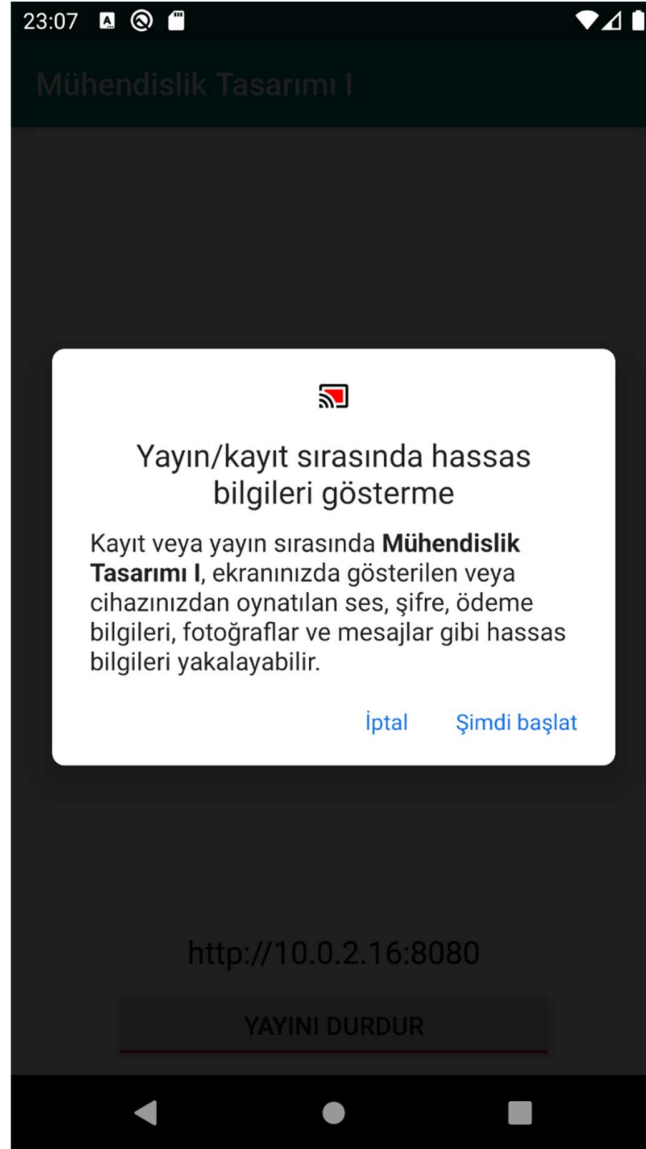 23:07
Mühendislik Tasarımı I
Yayın/kayıt sırasında hassas
bilgileri gösterme
Kayıt veya yayın sırasında Mühendislik
Tasarımı I, ekranınızda gösterilen veya
cihazınızdan oynatılan ses, şifre, ödeme
bilgileri, fotoğraflar ve mesajlar gibi hassas
bilgileri yakalayabilir.
İptal Şimdi başlat
http://10.0.2.16:8080
YAYINI DURDUR